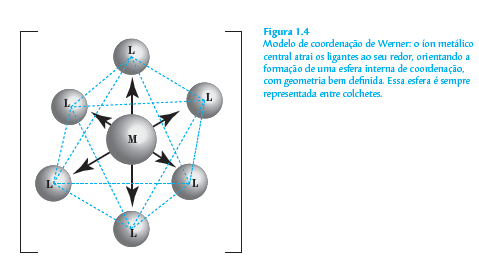 Figura 1.4
Modelo de coordenação de Werner: o íon metálico
central atrai os ligantes ao seu redor, orientando a
formação de uma esfera interna de coordenação,
com geometria bem definida. Essa esfera é sempre
representada entre colchetes.
L
L
L
M
L
L
L